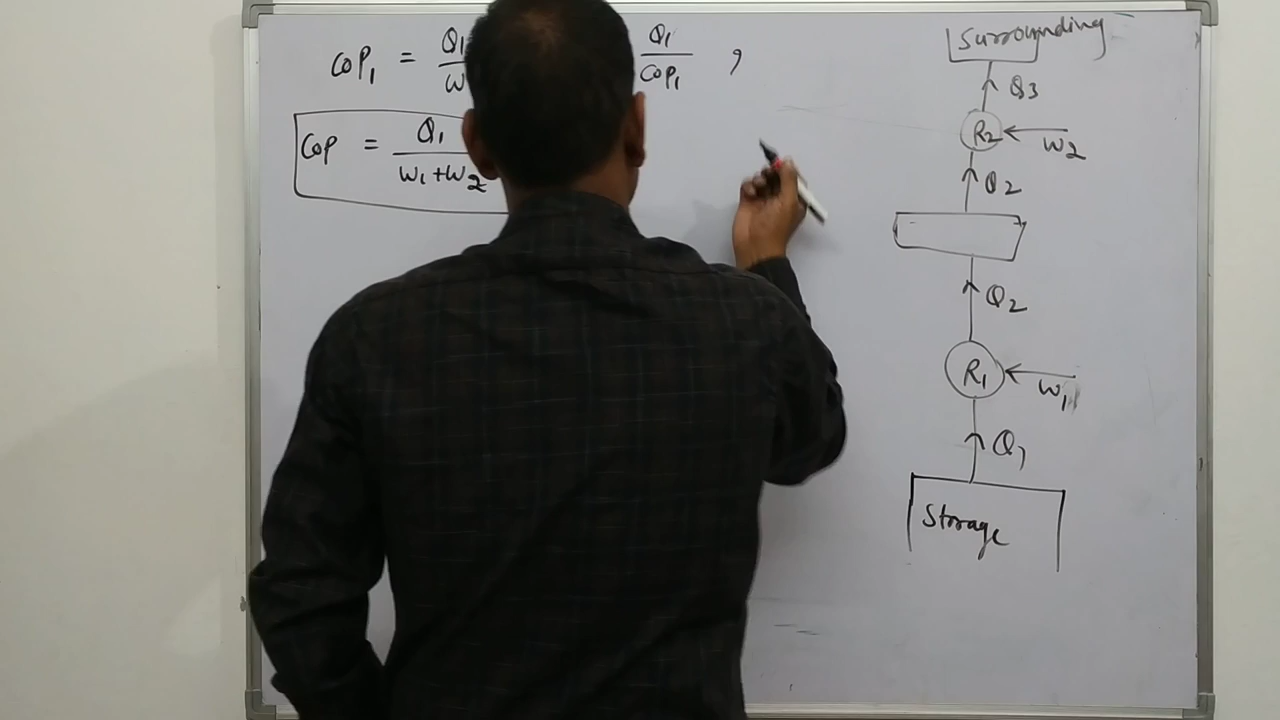 COP₁ = Q₁/W Q₁/COP₁ ,
COP = Q₁/W₁+W₂
Surrounding
Q3
R2 W2
Q2
Q2
R₁ W₁
Q₁
Storage